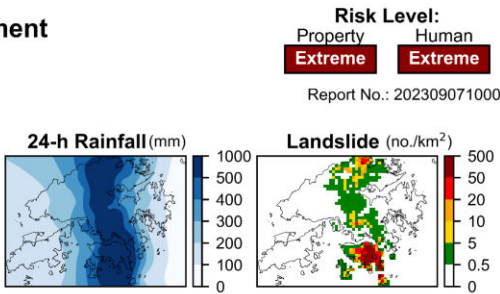 ment
Risk Level:
Property Human
Extreme Extreme
Report No.: 202309071000
24-h Rainfall (mm) Landslide (no./km²)
1000 500
500 50
400 20
300 10
200 5
100 0.5
0 0